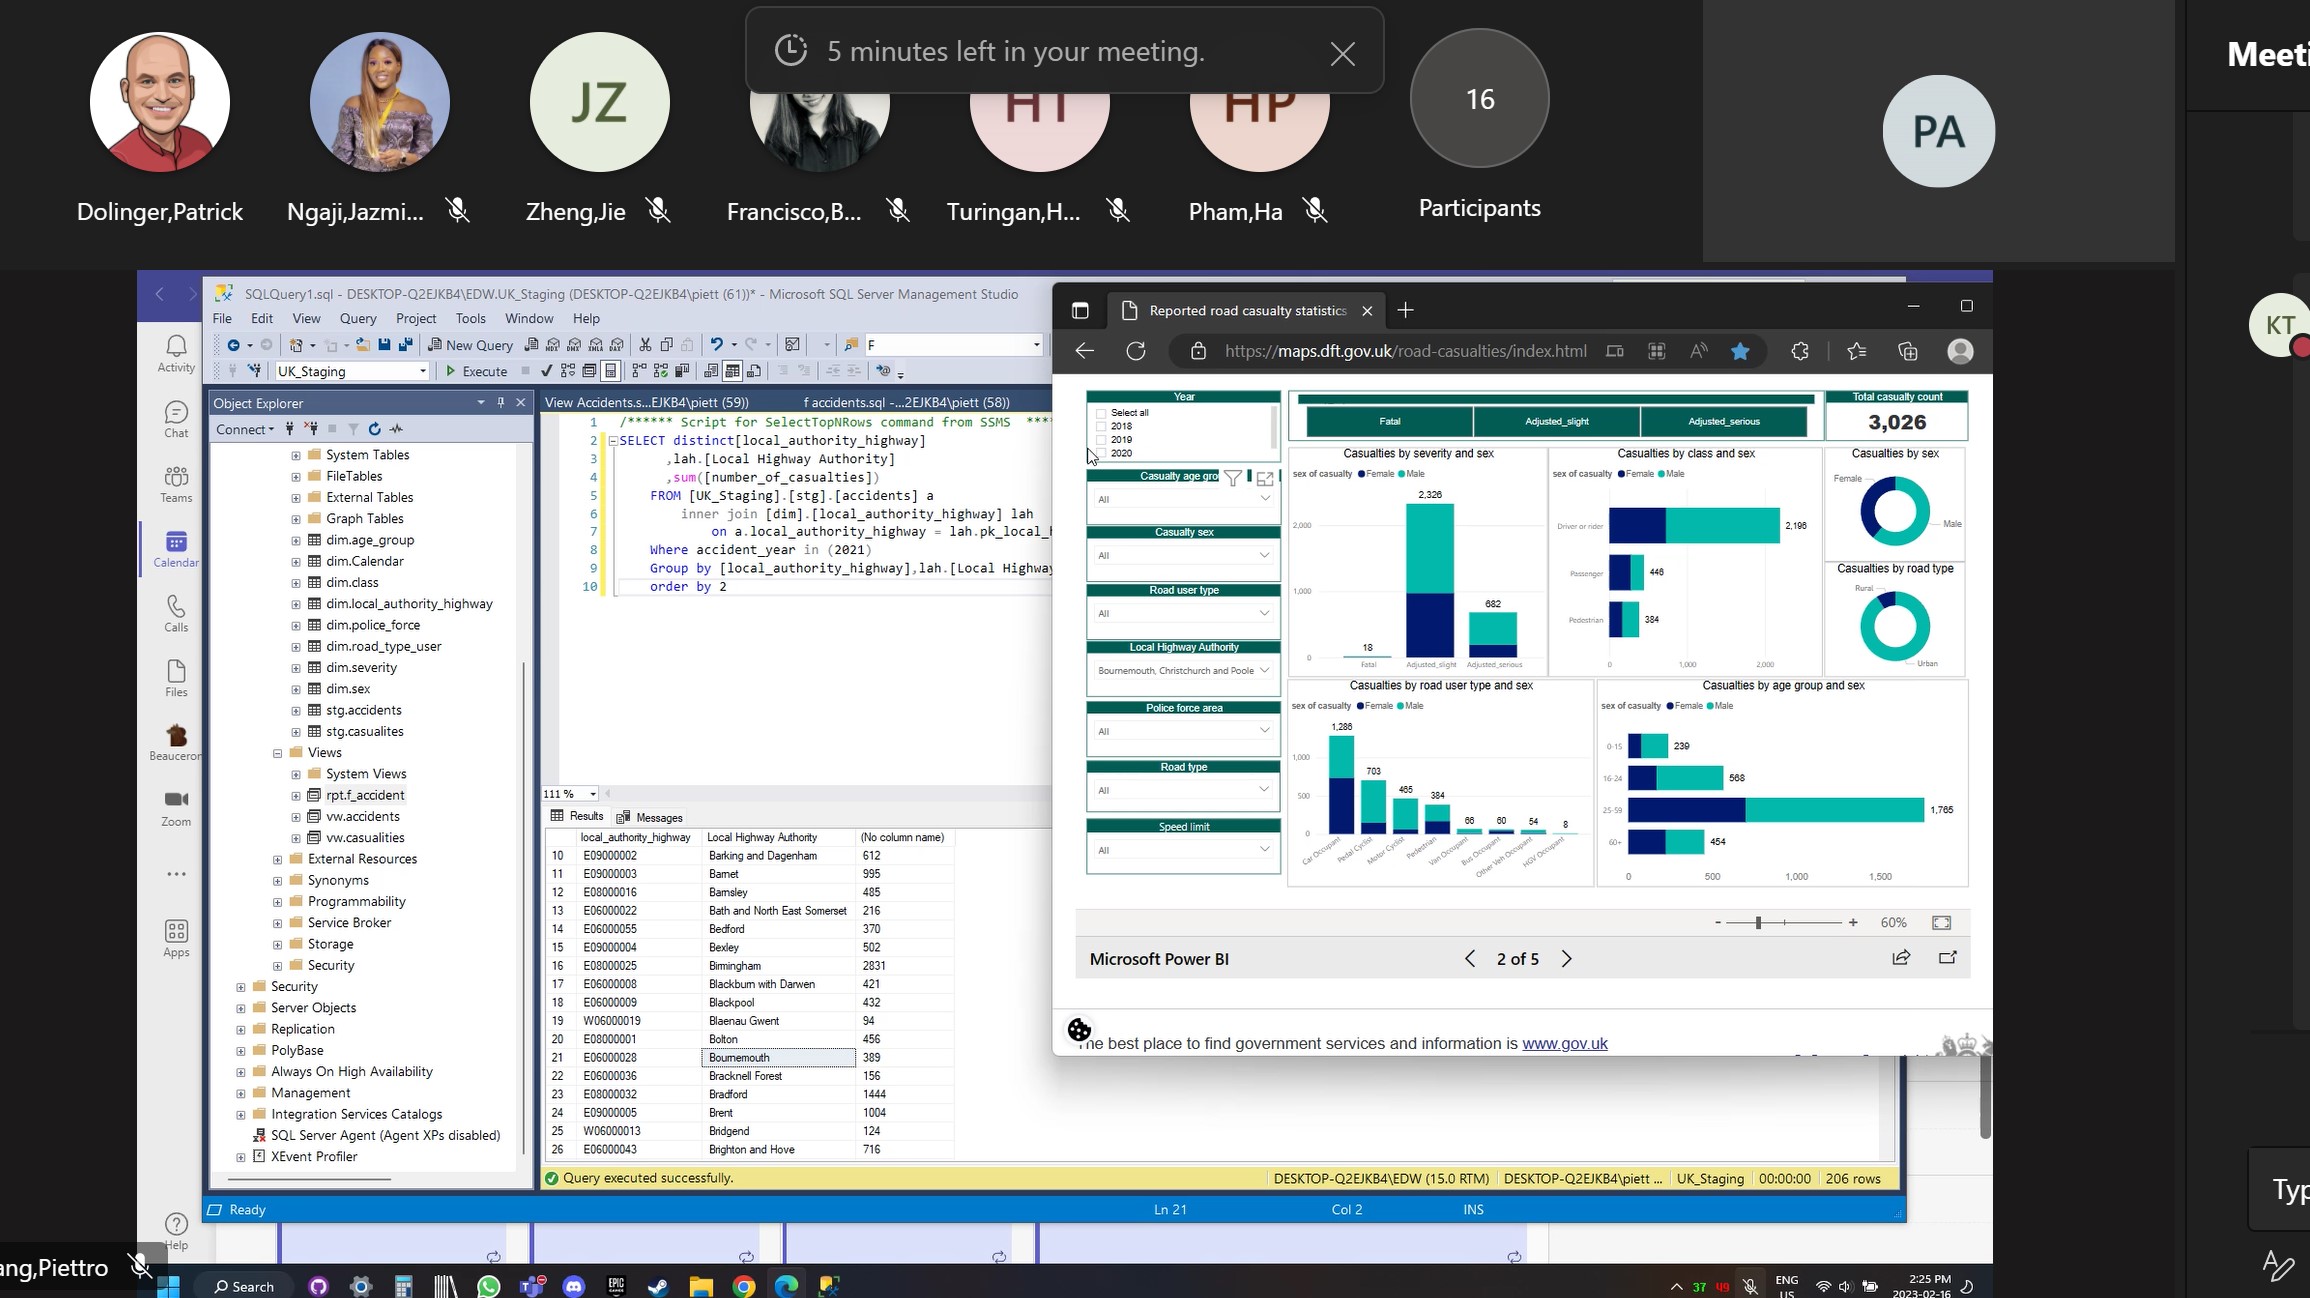 5 minutes left in your meeting.
JZ
HT
HP
16
PA
Meeti
KT
Dolinger,Patrick
Ngaji,Jazmi...
Zheng,Jie
Francisco,B...
Turingan,H...
Pham,Ha
Participants
SQLQuery1.sql - DESKTOP-Q2EJKB4\EDW.UK_Staging (DESKTOP-Q2EJKB4\piett (61))* - Microsoft SQL Server Management Studio
File Edit View Query Project Tools Window Help
New Query
F
UK_Staging
Execute
Activity
Chat
Teams
Calendar
Calls
Files
Beauceron
Zoom
Apps
Help
Object Explorer
Connect
System Tables
FileTables
External Tables
Graph Tables
dim.age_group
dim.Calendar
dim.class
dim.local_authority_highway
dim.police_force
dim.road_type_user
dim.severity
dim.sex
stg.accidents
stg.casualites
Views
System Views
rpt.f_accident
vw.accidents
vw.casualities
External Resources
Synonyms
Programmability
Service Broker
Storage
Security
Security
Server Objects
Replication
PolyBase
Always On High Availability
Management
Integration Services Catalogs
SQL Server Agent (Agent XPs disabled)
XEvent Profiler
View Accidents.s...EJKB4\piett (59))
f accidents.sql -...2EJKB4\piett (58))
1 /****** Script for SelectTopNRows command from SSMS ****
2 SELECT distinct[local_authority_highway]
3 ,lah.[Local Highway Authority]
4 ,sum([number_of_casualties])
5 FROM [UK_Staging].[stg].[accidents] a
6 inner join [dim].[local_authority_highway] lah
7 on a.local_authority_highway = lah.pk_local_h
8 Where accident_year in (2021)
9 Group by [local_authority_highway],lah.[Local Highway
10 order by 2
111 %
Results Messages
local_authority_highway Local Highway Authority (No column name)
10 E09000002 Barking and Dagenham 612
11 E09000003 Barnet 995
12 E08000016 Barnsley 485
13 E06000022 Bath and North East Somerset 216
14 E06000055 Bedford 370
15 E09000004 Bexley 502
16 E08000025 Birmingham 2831
17 E06000008 Blackburn with Darwen 421
18 E06000009 Blackpool 432
19 W06000019 Blaenau Gwent 94
20 E08000001 Bolton 456
21 E06000028 Bournemouth 389
22 E06000036 Bracknell Forest 156
23 E08000032 Bradford 1444
24 E09000005 Brent 1004
25 W06000013 Bridgend 124
26 E06000043 Brighton and Hove 716
Query executed successfully.
DESKTOP-Q2EJKB4\EDW (15.0 RTM) DESKTOP-Q2EJKB4\piett ... UK_Staging 00:00:00 206 rows
Ready
Ln 21 Col 2 INS
Reported road casualty statistics
https://maps.dft.gov.uk/road-casualties/index.html
Year
Select all
2018
2019
2020
Casualty age gro
All
Casualty sex
All
Road user type
All
Local Highway Authority
Bournemouth, Christchurch and Poole
Police force area
All
Road type
All
Speed limit
All
Fatal Adjusted_slight Adjusted_serious
Total casualty count
3,026
Casualties by severity and sex
sex of casualty Female Male
2,326
2,000
1,000
682
18
0
Fatal Adjusted_slight Adjusted_serious
Casualties by class and sex
sex of casualty Female Male
Driver or rider 2,196
Passenger 446
Pedestrian 384
0 1,000 2,000
Casualties by sex
Female
Male
Casualties by road type
Rural
Urban
Casualties by road user type and sex
sex of casualty Female Male
1,286
1,000
703
500
465
384
66 60 54 8
0
Car Occupant Pedal Cyclist Motor Cyclist Pedestrian Van Occupant Bus Occupant Other Veh Occupant HGV Occupant
Casualties by age group and sex
sex of casualty Female Male
0-15 239
16-24 568
25-59 1,765
60+ 454
0 500 1,000 1,500
- + 60%
Microsoft Power BI
2 of 5
The best place to find government services and information is www.gov.uk
Typ
ang,Piettro
Search
EPIC
37 49
ENG
US
2:25 PM
2023-02-16